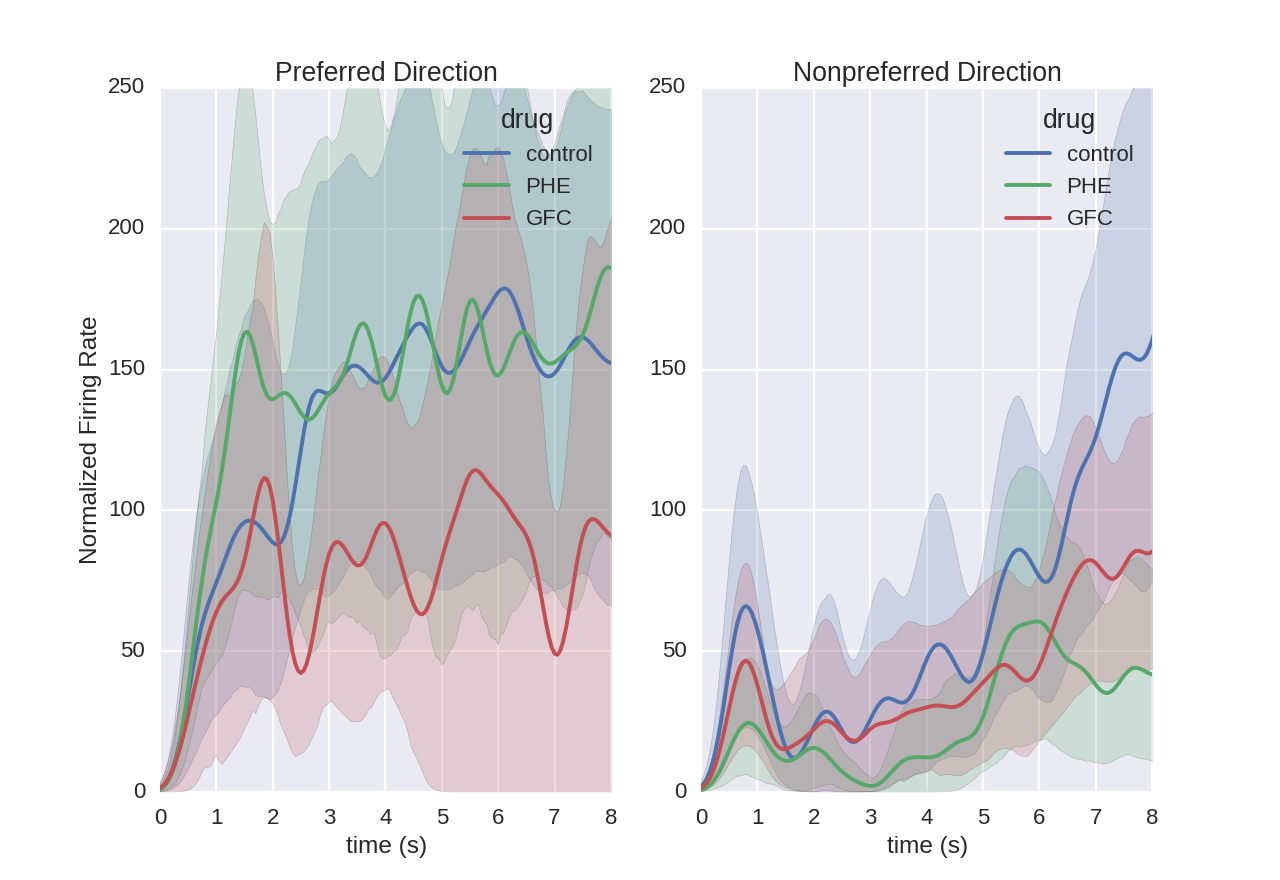 Preferred Direction
250
200
150
100
50
0
0 1 2 3 4 5 6 7 8
time (s)
Normalized Firing Rate
drug
control
PHE
GFC
Nonpreferred Direction
250
200
150
100
50
0
0 1 2 3 4 5 6 7 8
time (s)
drug
control
PHE
GFC